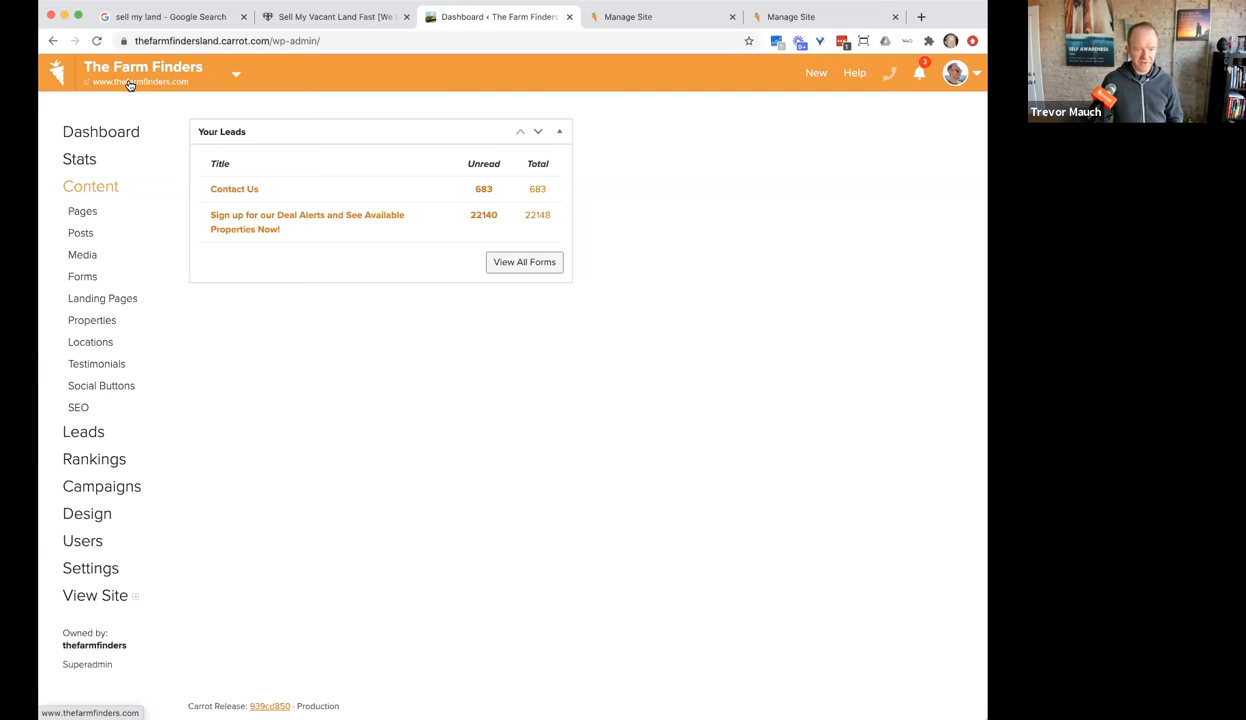 sell my land - Google Search
Sell My Vacant Land Fast [We
Dashboard ‹ The Farm Finders
Manage Site
Manage Site
thefarmfindersland.carrot.com/wp-admin/
The Farm Finders
www.thefarmfinders.com
New
Help
3
SELF AWARENESS
Trevor Mauch
Dashboard
Stats
Content
Pages
Posts
Media
Forms
Landing Pages
Properties
Locations
Testimonials
Social Buttons
SEO
Leads
Rankings
Campaigns
Design
Users
Settings
View Site
Owned by:
thefarmfinders
Superadmin
Your Leads
Title Unread Total
Contact Us 683 683
Sign up for our Deal Alerts and See Available 22140 22148
Properties Now!
View All Forms
Carrot Release: 939cd850 · Production
www.thefarmfinders.com